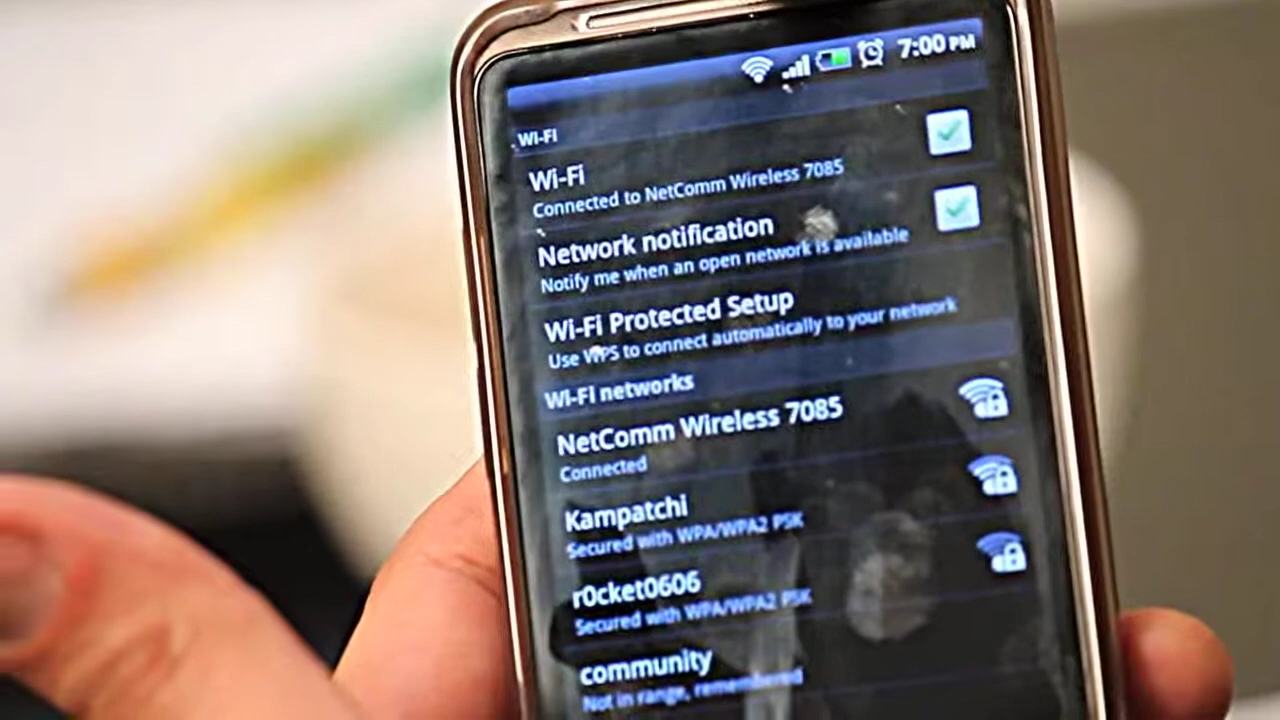 7:00 PM
Wi-Fi
Wi-Fi
Connected to NetComm Wireless 7085
Network notification
Notify me when an open network is available
Wi-Fi Protected Setup
Use WPS to connect automatically to your network
Wi-Fi networks
NetComm Wireless 7085
Connected
Kampatchi
Secured with WPA/WPA2 PSK
r0cket0606
Secured with WPA/WPA2 PSK
community
Not in range, remembered